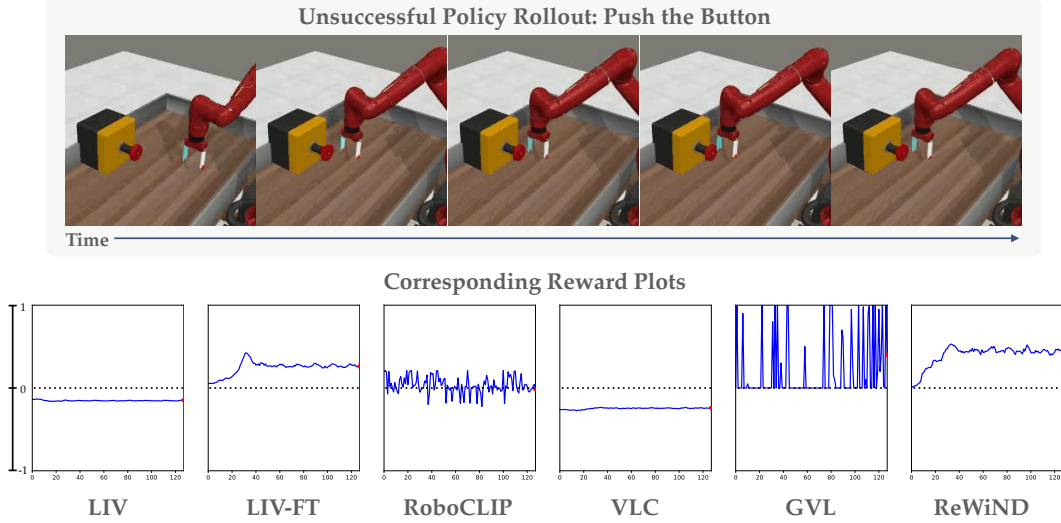 Unsuccessful Policy Rollout: Push the Button
Time
Corresponding Reward Plots
1
0
-1
0 20 40 60 80 100 120
0 20 40 60 80 100 120
0 20 40 60 80 100 120
0 20 40 60 80 100 120
0 20 40 60 80 100 120
0 20 40 60 80 100 120
LIV
LIV-FT
RoboCLIP
VLC
GVL
ReWiND